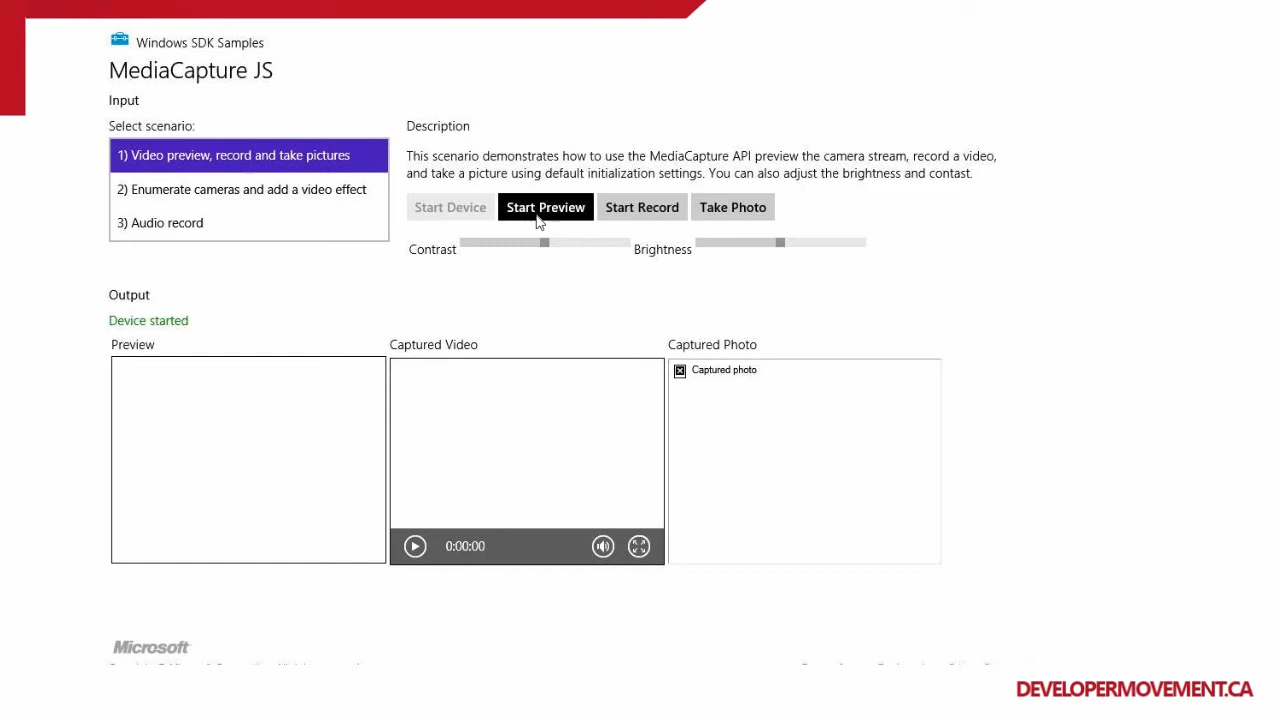 Windows SDK Samples
MediaCapture JS
Input
Select scenario:
1) Video preview, record and take pictures
2) Enumerate cameras and add a video effect
3) Audio record
Description
This scenario demonstrates how to use the MediaCapture API preview the camera stream, record a video,
and take a picture using default initialization settings. You can also adjust the brightness and contrast.
Start Device Start Preview Start Record Take Photo
Contrast Brightness
Output
Device started
Preview Captured Video Captured Photo
Captured photo
0:00:00
Microsoft
DEVELOPERMOVEMENT.CA